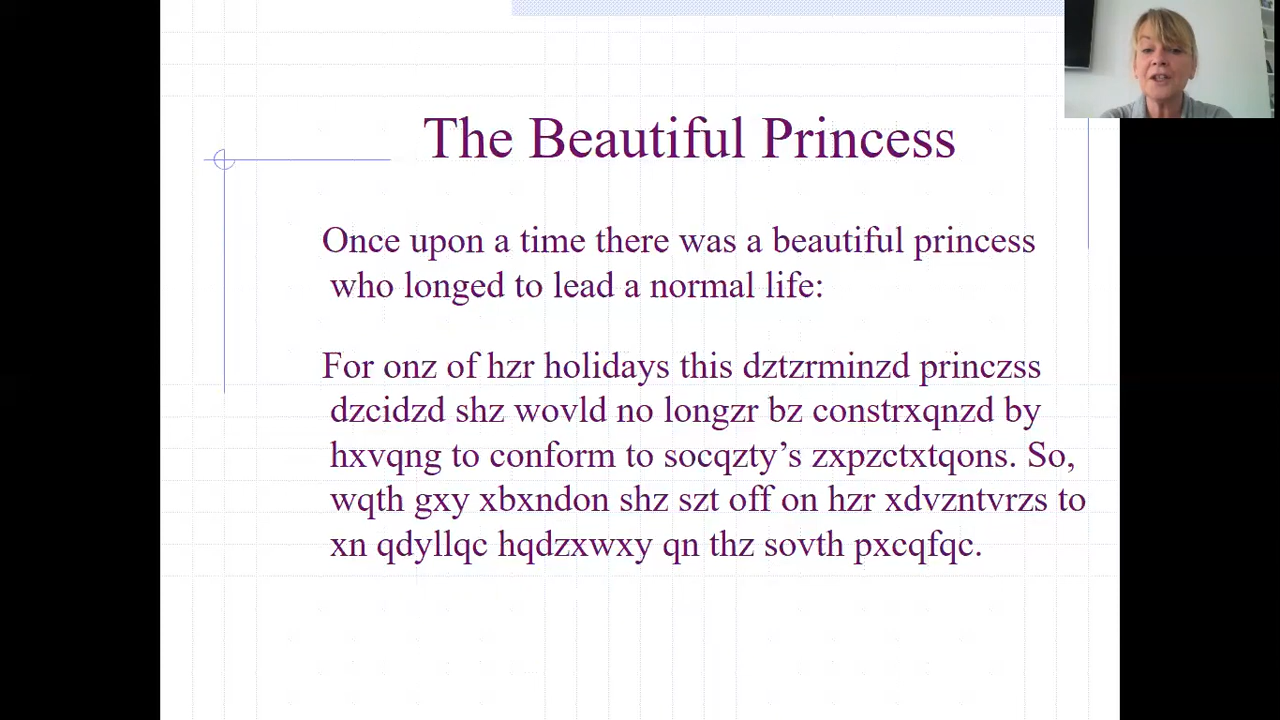 The Beautiful Princess
Once upon a time there was a beautiful princess
who longed to lead a normal life:
For onz of hzr holidays this dztzrminzd princzss
dzcidzd shz wovld no longzr bz constrxqnzd by
hxvqng to conform to socqzty’s zxpzctxtqons. So,
wqth gxy xbxndon shz szt off on hzr xdvzntvrzs to
xn qdyllqc hqdzxwxy qn thz sovth pxcqfqc.